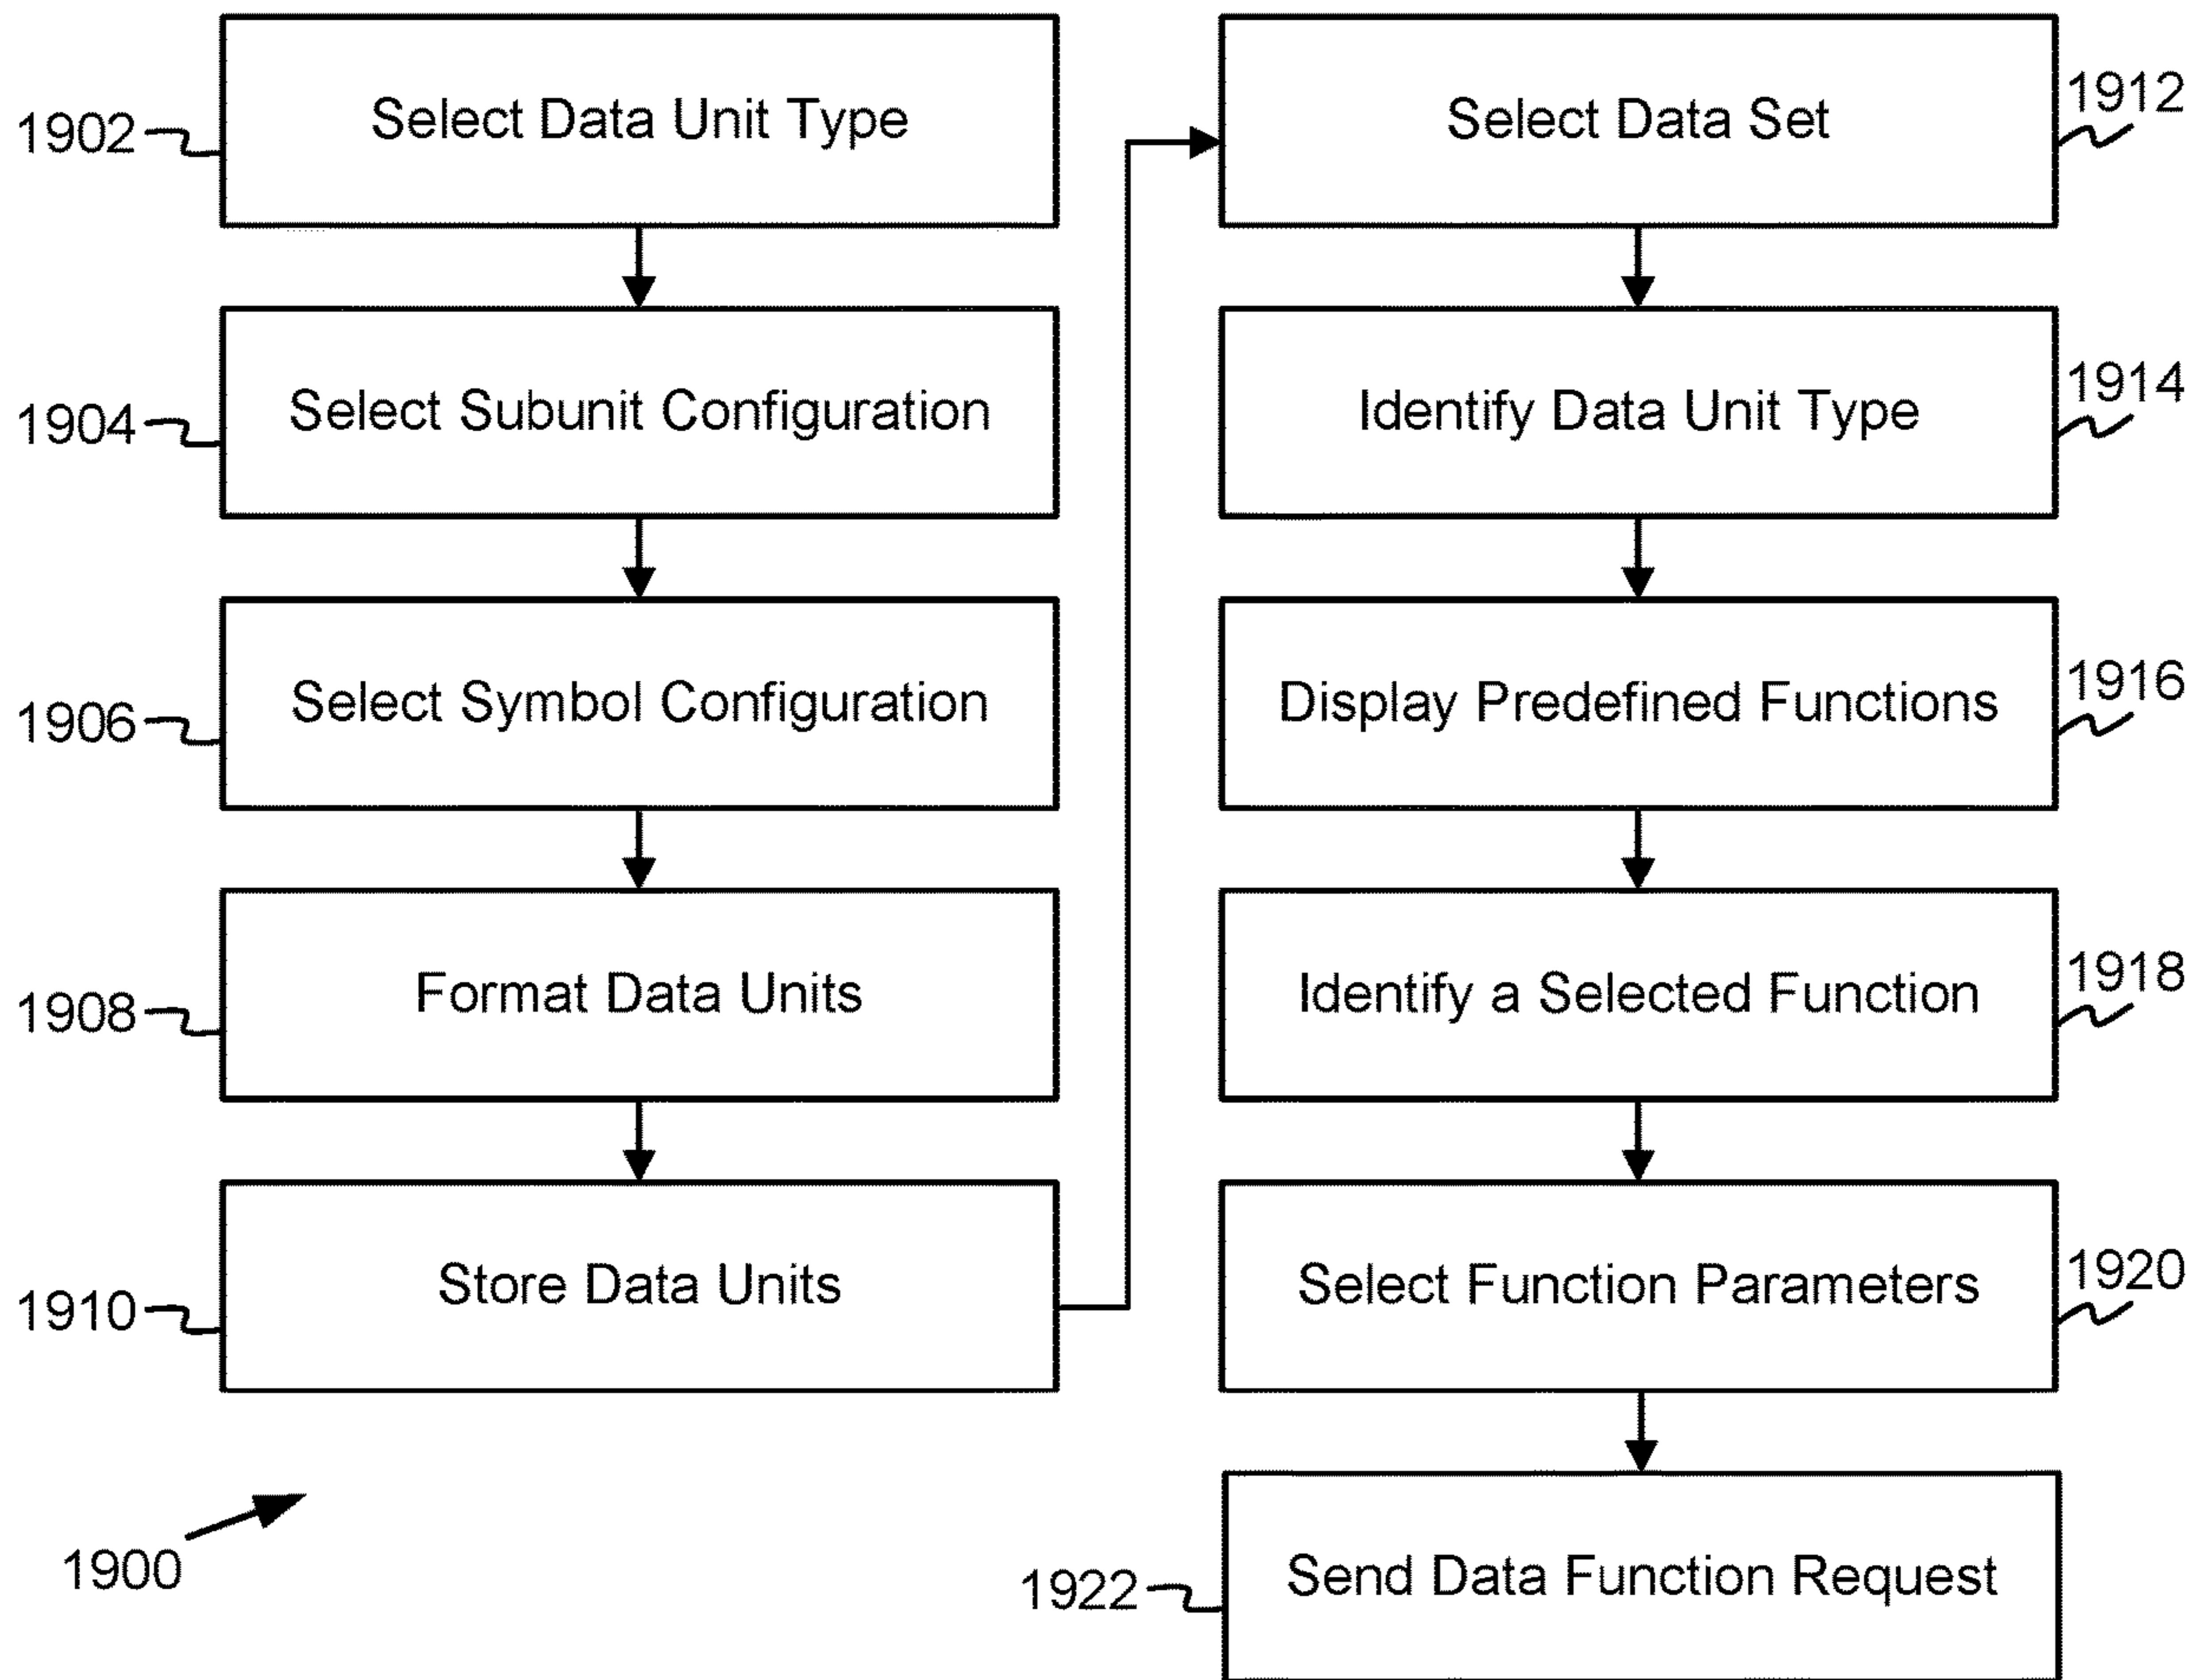 1902
Select Data Unit Type
1904
Select Subunit Configuration
1906
Select Symbol Configuration
1908
Format Data Units
1910
Store Data Units
1900
Select Data Set
1912
Identify Data Unit Type
1914
Display Predefined Functions
1916
Identify a Selected Function
1918
Select Function Parameters
1920
1922
Send Data Function Request